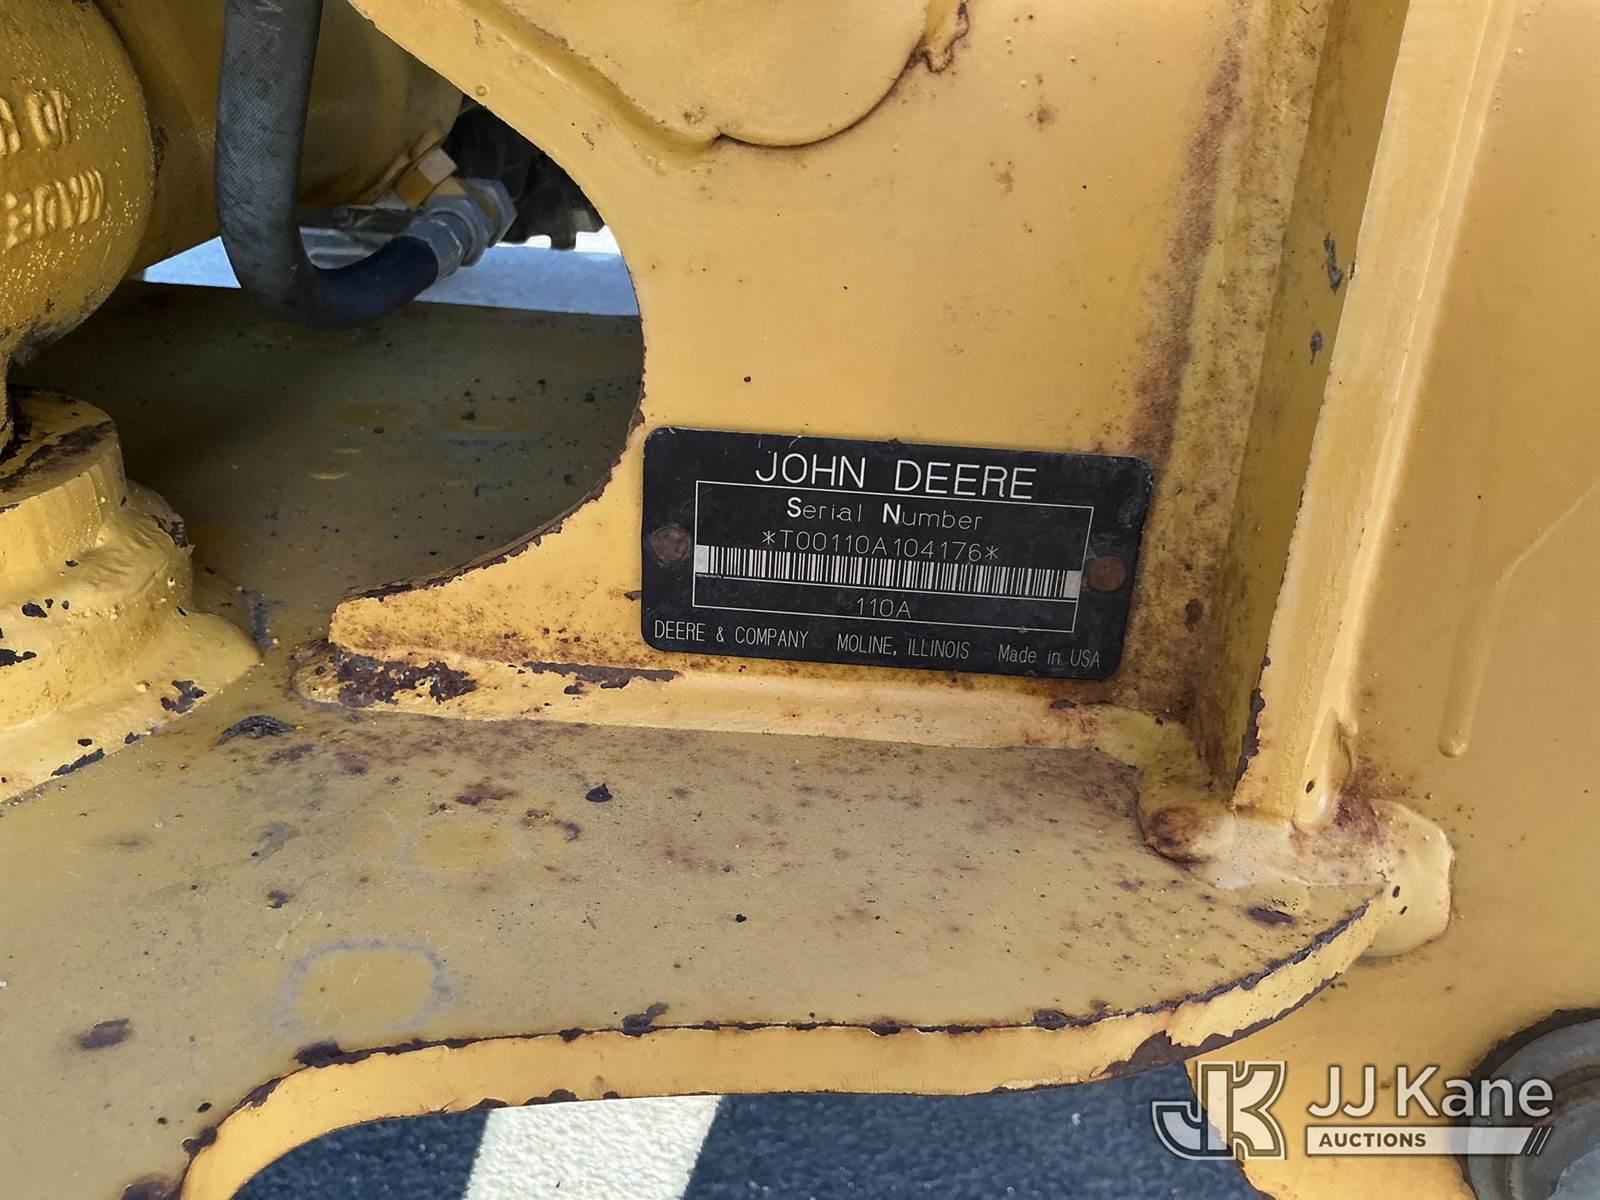 JOHN DEERE
Serial Number
*T00110A104176*
110A
DEERE & COMPANY MOLINE, ILLINOIS Made in USA
JJ Kane
AUCTIONS